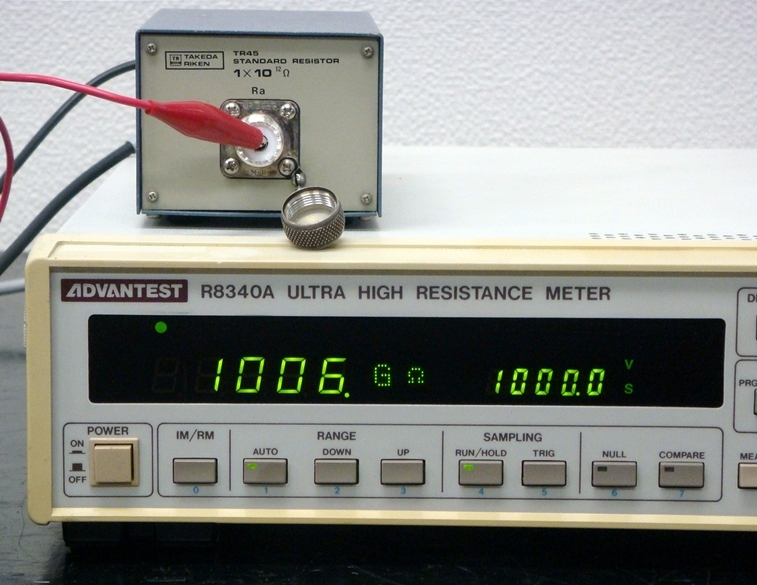 TAKEDA
RIKEN
TR45
STANDARD RESISTOR
1×10¹²Ω
Ra
ADVANTEST R8340A ULTRA HIGH RESISTANCE METER
1006. GΩ 1000.0 V
S
POWER
ON
OFF
IM/RM
RANGE
AUTO DOWN UP
SAMPLING
RUN/HOLD TRIG
NULL COMPARE
0 1 2 3 4 5 6 7